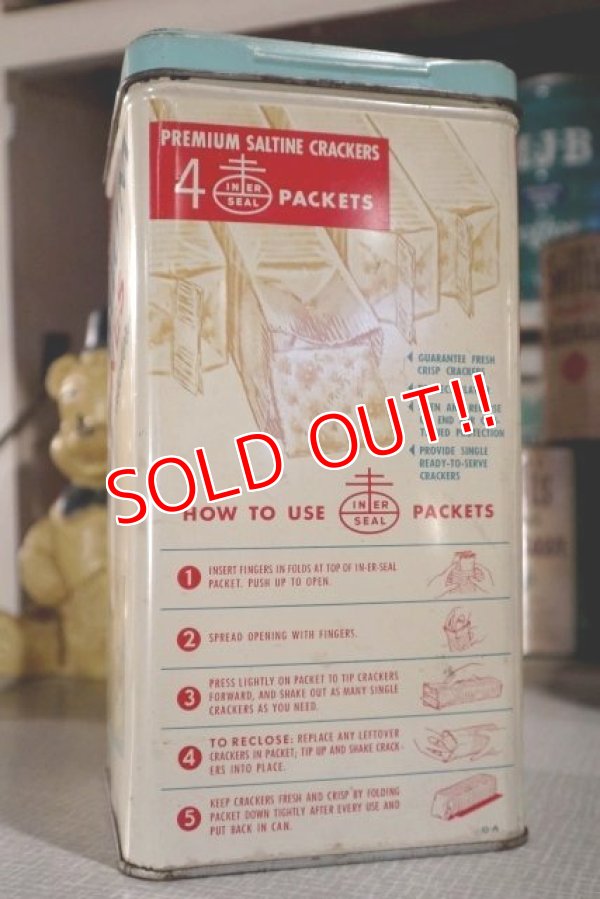 PREMIUM SALTINE CRACKERS
4 IN ER SEAL PACKETS
GUARANTEE FRESH
CRISP CRACKERS
PROVIDE SINGLE
READY-TO-SERVE
CRACKERS
SOLD OUT!!
HOW TO USE IN ER SEAL PACKETS
1 INSERT FINGERS IN FOLDS AT TOP OF IN-ER-SEAL
PACKET. PUSH UP TO OPEN.
2 SPREAD OPENING WITH FINGERS.
3 PRESS LIGHTLY ON PACKET TO TIP CRACKERS
FORWARD, AND SHAKE OUT AS MANY SINGLE
CRACKERS AS YOU NEED.
4 TO RECLOSE: REPLACE ANY LEFTOVER
CRACKERS IN PACKET; TIP UP AND SHAKE CRACK-
ERS INTO PLACE.
5 KEEP CRACKERS FRESH AND CRISP BY FOLDING
PACKET DOWN TIGHTLY AFTER EVERY USE AND
PUT BACK IN CAN.